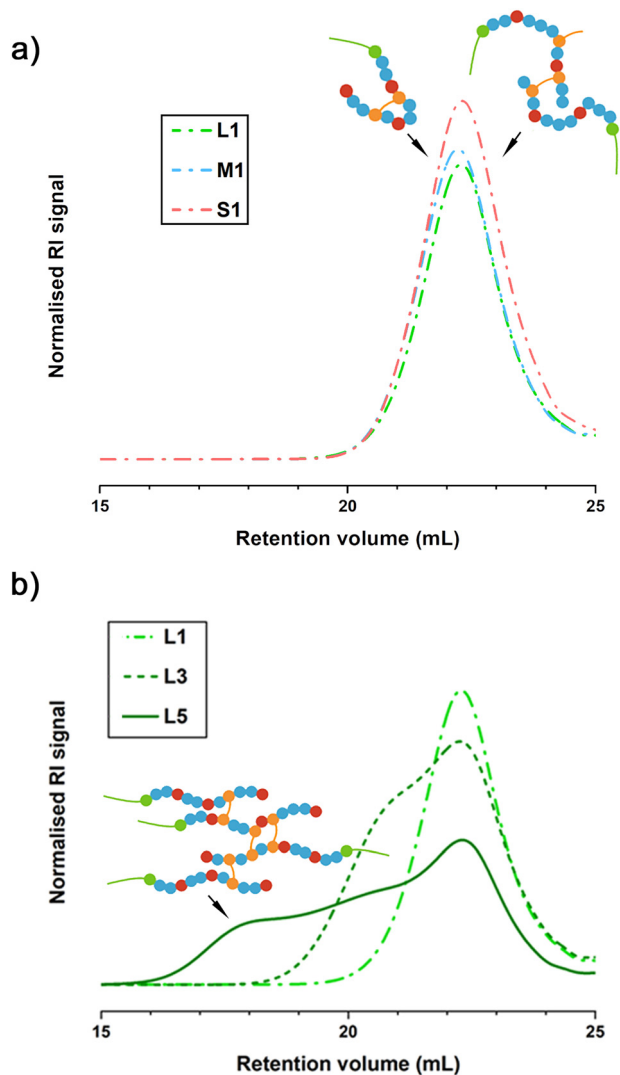 a)
L1
M1
S1
Normalised RI signal
15
20
25
Retention volume (mL)
b)
L1
L3
L5
Normalised RI signal
15
20
25
Retention volume (mL)